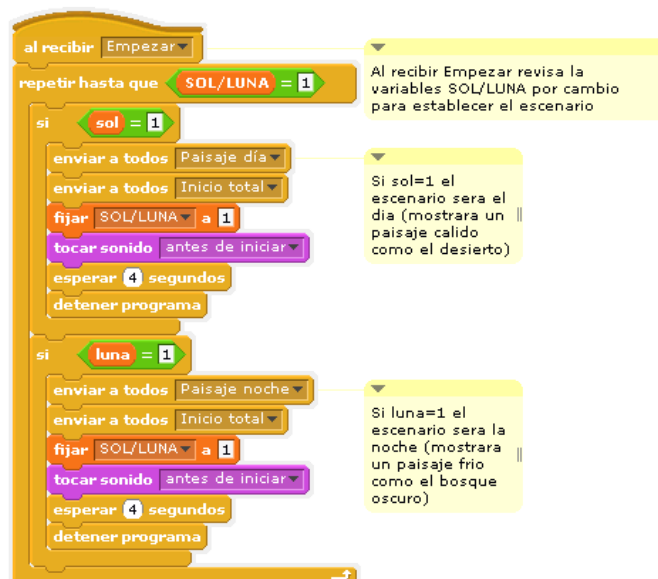 al recibir Empezar
repetir hasta que SOL/LUNA = 1
Al recibir Empezar revisa la
variables SOL/LUNA por cambio
para establecer el escenario
si sol = 1
enviar a todos Paisaje día
enviar a todos Inicio total
fijar SOL/LUNA a 1
tocar sonido antes de iniciar
esperar 4 segundos
detener programa
Si sol=1 el
escenario sera el
dia (mostrara un
paisaje calido
como el desierto)
si luna = 1
enviar a todos Paisaje noche
enviar a todos Inicio total
fijar SOL/LUNA a 1
tocar sonido antes de iniciar
esperar 4 segundos
detener programa
Si luna=1 el
escenario sera la
noche (mostrara
un paisaje frio
como el bosque
oscuro)